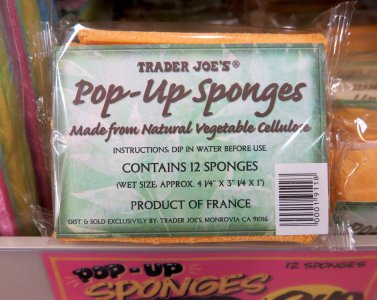 TRADER JOE'S®
Pop-Up Sponges
Made from Natural Vegetable Cellulose
INSTRUCTIONS: DIP IN WATER BEFORE USE.
CONTAINS 12 SPONGES
(WET SIZE: APPROX. 4 1/4" X 3" 1/4 X 1")
PRODUCT OF FRANCE
DIST. & SOLD EXCLUSIVELY BY: TRADER JOE'S, MONROVIA CA 91016
0001 9118
POP-UP
12 SPONGES
SPONGES